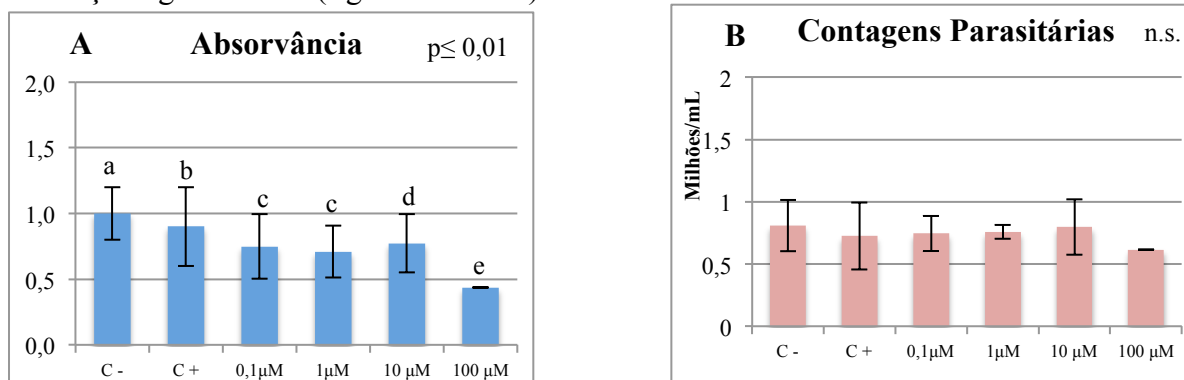 A Absorvância p≤ 0,01
2,0
1,5
1,0
0,5
0,0
a b c c d e
C - C + 0,1μM 1μM 10 μM 100 μM
B Contagens Parasitárias n.s.
Milhões/mL
2
1,5
1
0,5
0
C - C + 0,1μM 1μM 10 μM 100 μM